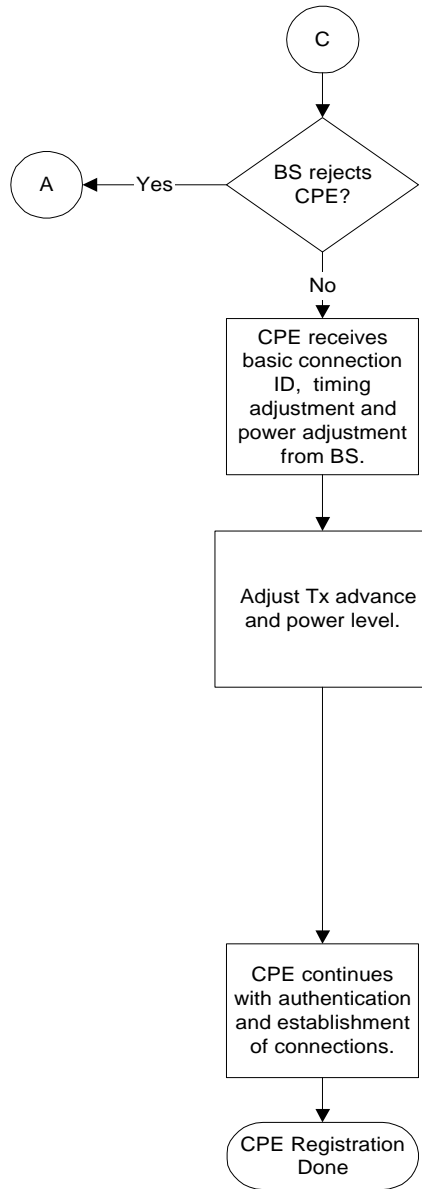 C
BS rejects
CPE?
A
Yes
No
CPE receives
basic connection
ID, timing
adjustment and
power adjustment
from BS.
Adjust Tx advance
and power level.
CPE continues
with authentication
and establishment
of connections.
CPE Registration
Done